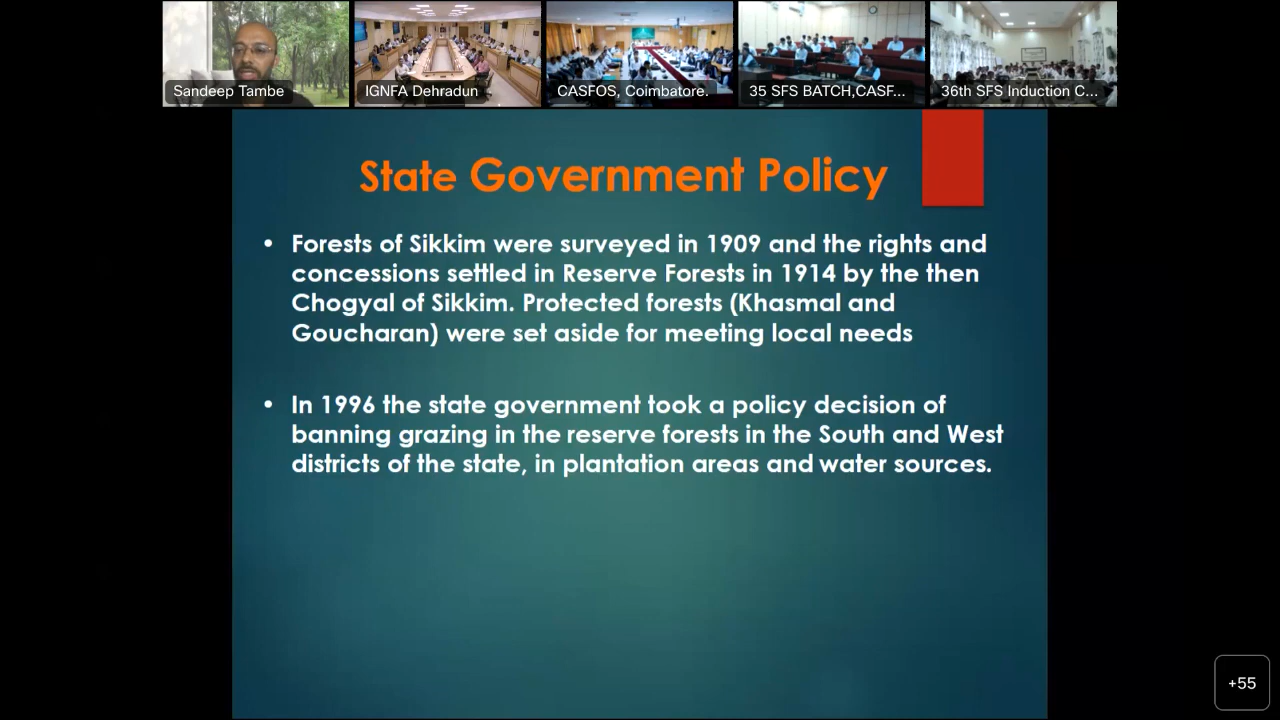 Sandeep Tambe
IGNFA Dehradun
CASFOS, Coimbatore.
35 SFS BATCH,CASF...
36th SFS Induction C...
State Government Policy
• Forests of Sikkim were surveyed in 1909 and the rights and
concessions settled in Reserve Forests in 1914 by the then
Chogyal of Sikkim. Protected forests (Khasmal and
Goucharan) were set aside for meeting local needs
• In 1996 the state government took a policy decision of
banning grazing in the reserve forests in the South and West
districts of the state, in plantation areas and water sources.
+55